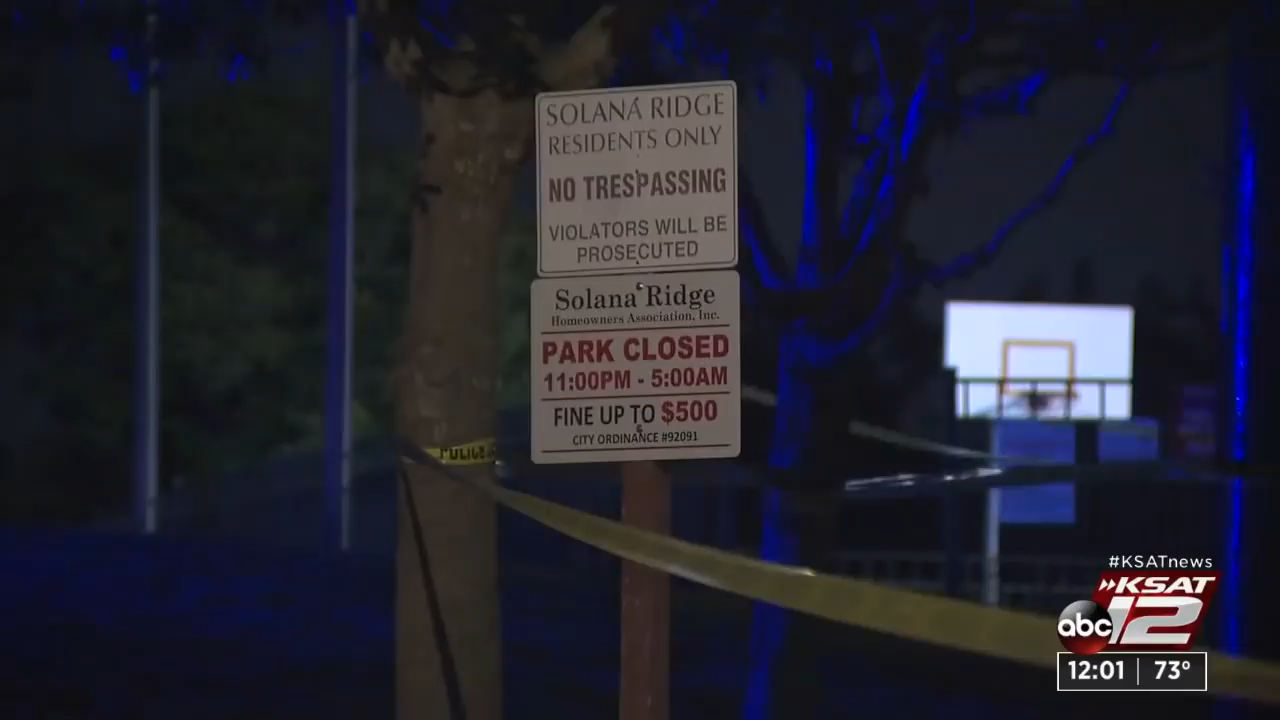 SOLANA RIDGE
RESIDENTS ONLY
NO TRESPASSING
VIOLATORS WILL BE
PROSECUTED
Solana Ridge
Homeowners Association, Inc.
PARK CLOSED
11:00PM - 5:00AM
FINE UP TO $500
CITY ORDINANCE #92091
POLICE
#KSATnews
KSAT
abc 12
12:01 73°